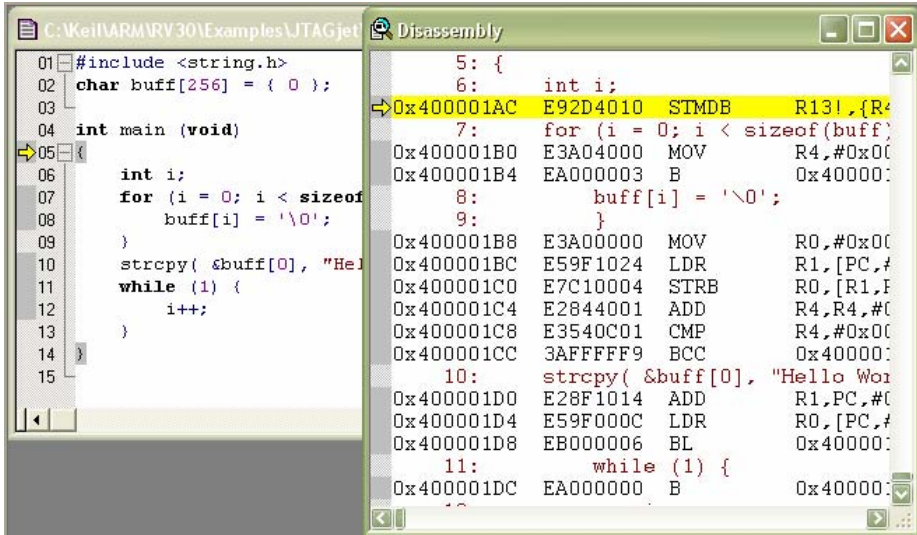 C:\Keil\ARM\RV30\Examples\JTAGjet\
01 #include <string.h>
02 char buff[256] = { 0 };
03
04 int main (void)
05 {
06 int i;
07 for (i = 0; i < sizeof
08 buff[i] = '\0';
09 }
10 strcpy( &buff[0], "Hel
11 while (1) {
12 i++;
13 }
14 }
15
Disassembly
5: {
6: int i;
0x400001AC E92D4010 STMDB R13!,{R4
7: for (i = 0; i < sizeof(buff)
0x400001B0 E3A04000 MOV R4,#0x00
0x400001B4 EA000003 B 0x400001
8: buff[i] = '\0';
9: }
0x400001B8 E3A00000 MOV R0,#0x00
0x400001BC E59F1024 LDR R1,[PC,#
0x400001C0 E7C10004 STRB R0,[R1,R
0x400001C4 E2844001 ADD R4,R4,#0
0x400001C8 E3540C01 CMP R4,#0x00
0x400001CC 3AFFFFF9 BCC 0x400001
10: strcpy( &buff[0], "Hello Wor
0x400001D0 E28F1014 ADD R1,PC,#0
0x400001D4 E59F000C LDR R0,[PC,#
0x400001D8 EB000006 BL 0x400001
11: while (1) {
0x400001DC EA000000 B 0x400001